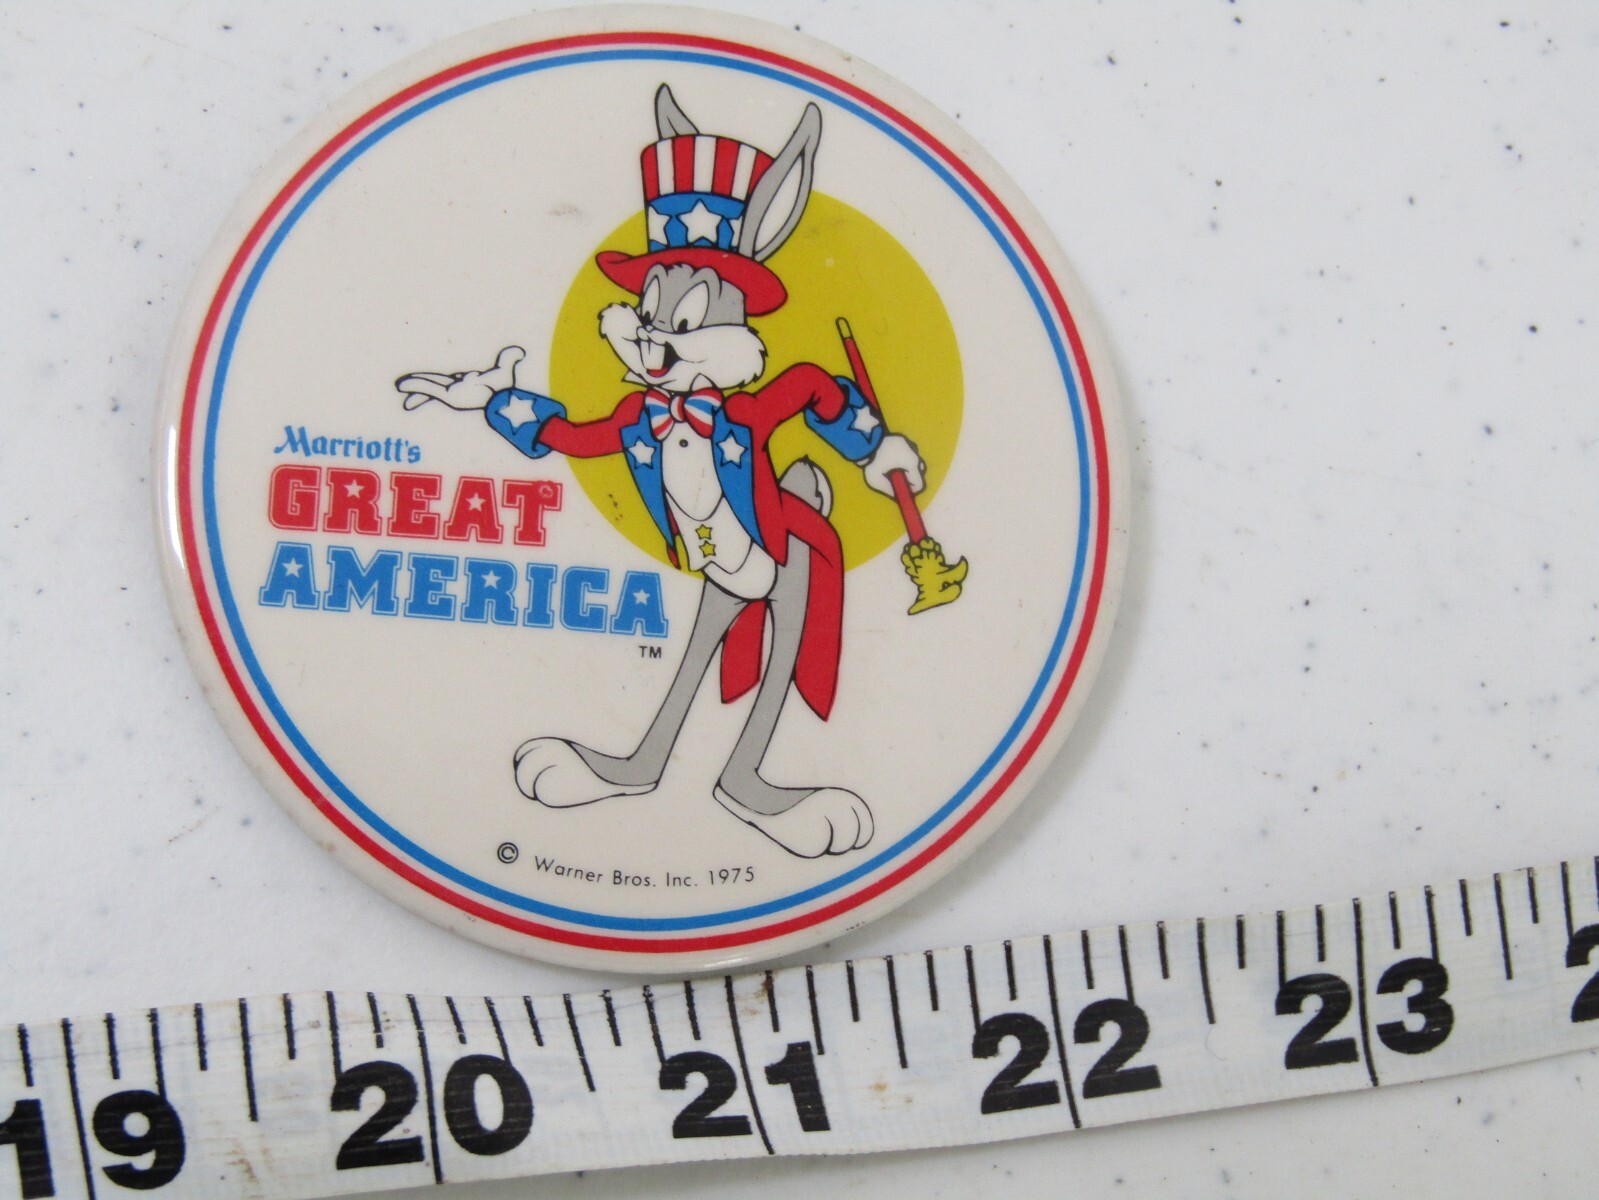 Marriott's
GREAT
AMERICA
TM
© Warner Bros. Inc. 1975
19 20 21 22 23